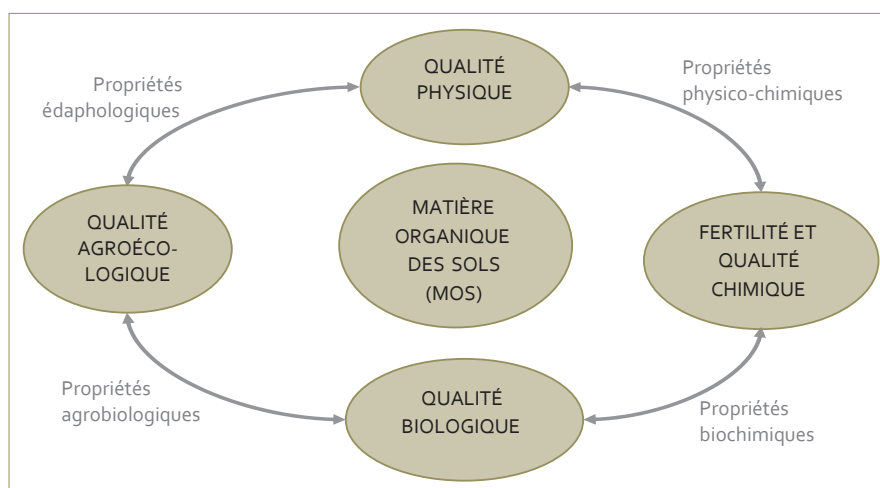 QUALITÉ
PHYSIQUE
Propriétés
édaphologiques
Propriétés
physico-chimiques
QUALITÉ
AGROÉCO-
LOGIQUE
MATIÈRE
ORGANIQUE
DES SOLS
(MOS)
FERTILITÉ ET
QUALITÉ
CHIMIQUE
Propriétés
agrobiologiques
QUALITÉ
BIOLOGIQUE
Propriétés
biochimiques